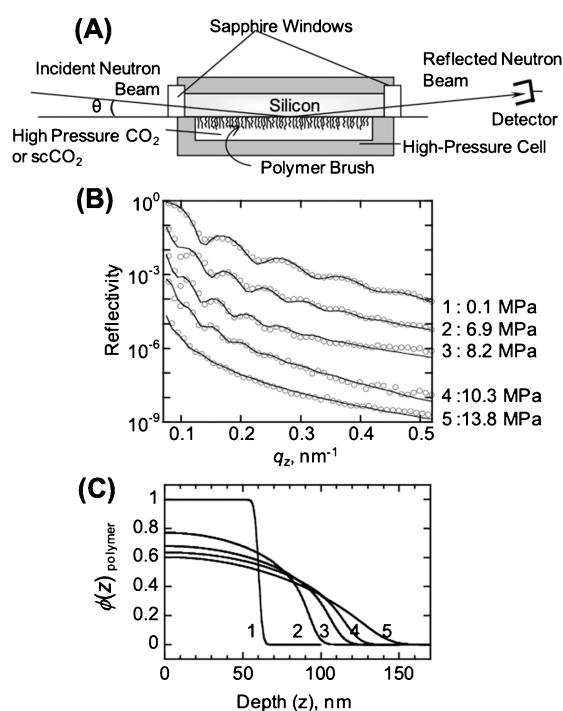 (A)
Sapphire Windows
Incident Neutron
Beam
Reflected Neutron
Beam
θ
Silicon
Detector
High Pressure CO₂
or scCO₂
Polymer Brush
High-Pressure Cell
(B)
Reflectivity
10⁰
10⁻³
10⁻⁶
10⁻⁹
1 : 0.1 MPa
2 : 6.9 MPa
3 : 8.2 MPa
4 :10.3 MPa
5 :13.8 MPa
0.1 0.2 0.3 0.4 0.5
qz, nm⁻¹
(C)
ϕ(z) polymer
1
0.8
0.6
0.4
0.2
0
1 2 3 4 5
0 50 100 150
Depth (z), nm